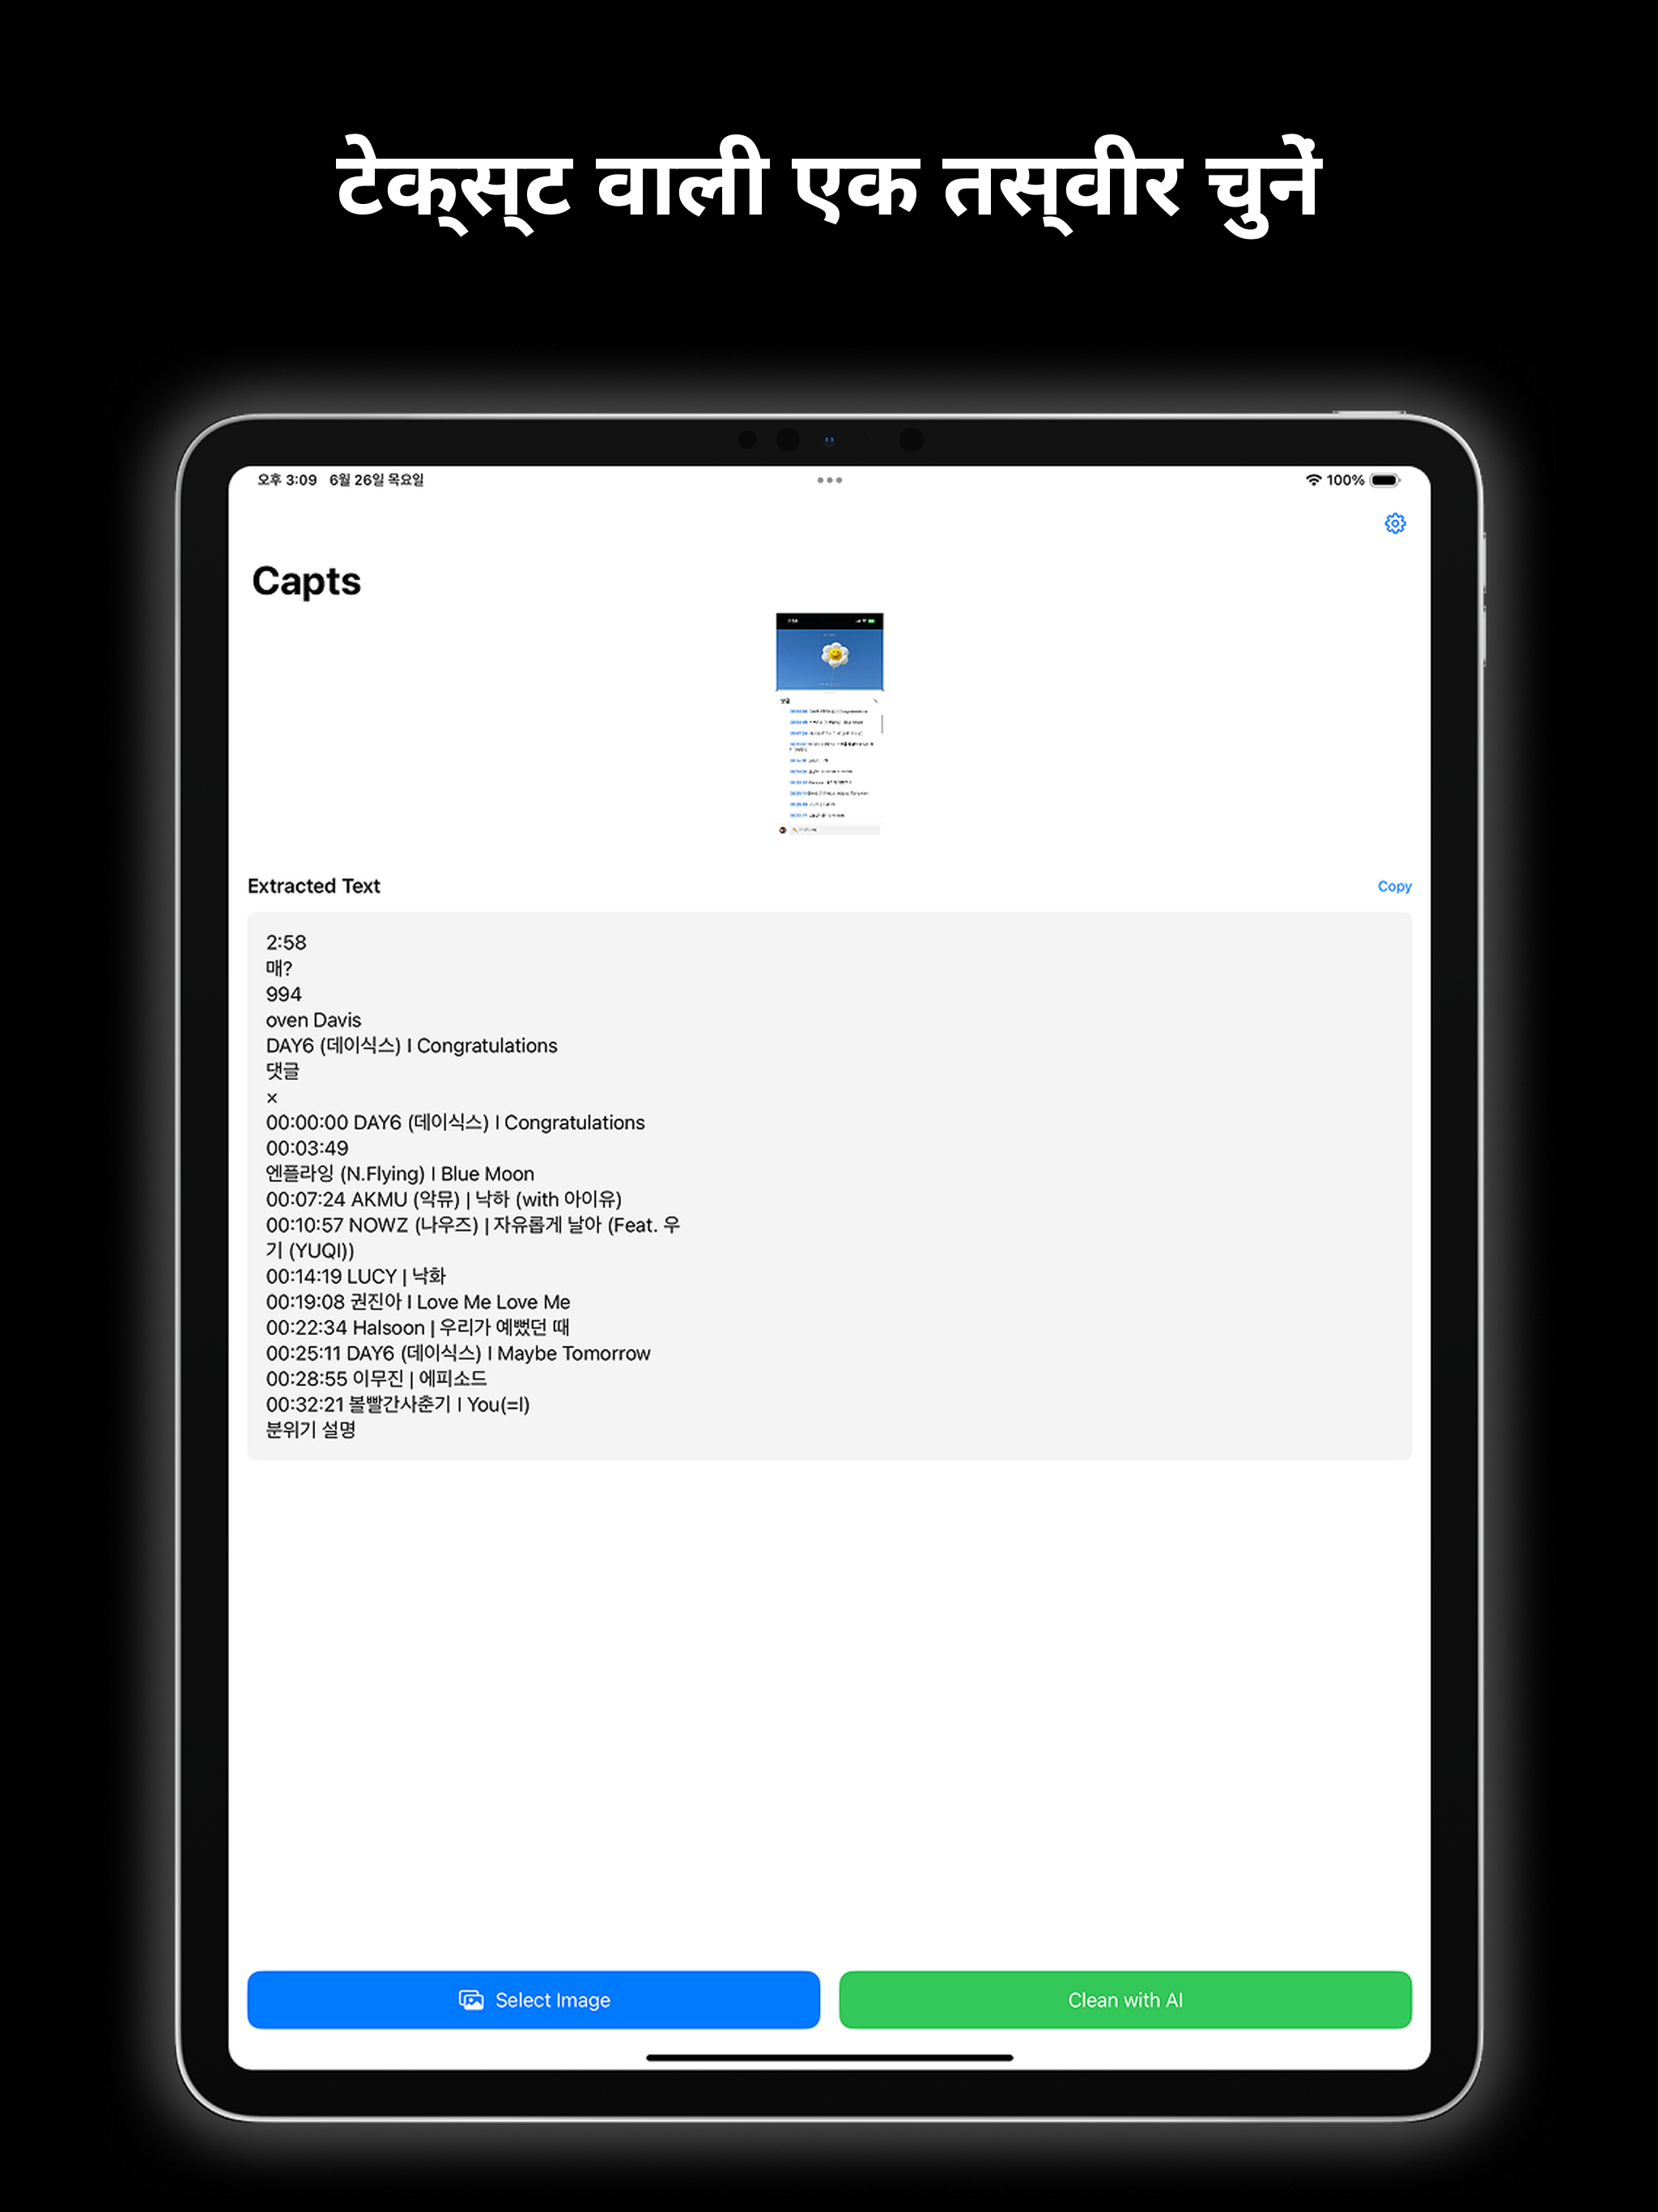 टेक्स्ट वाली एक तस्वीर चुनें
오후 3:09 6월 26일 목요일
100%
Capts
Extracted Text
Copy
2:58
매?
994
oven Davis
DAY6 (데이식스) I Congratulations
댓글
×
00:00:00 DAY6 (데이식스) I Congratulations
00:03:49
엔플라잉 (N.Flying) I Blue Moon
00:07:24 AKMU (악뮤) | 낙하 (with 아이유)
00:10:57 NOWZ (나우즈) | 자유롭게 날아 (Feat. 우
기 (YUQI))
00:14:19 LUCY | 낙화
00:19:08 권진아 I Love Me Love Me
00:22:34 Halsoon | 우리가 예뻤던 때
00:25:11 DAY6 (데이식스) I Maybe Tomorrow
00:28:55 이무진 | 에피소드
00:32:21 볼빨간사춘기 I You(=I)
분위기 설명
Select Image
Clean with AI